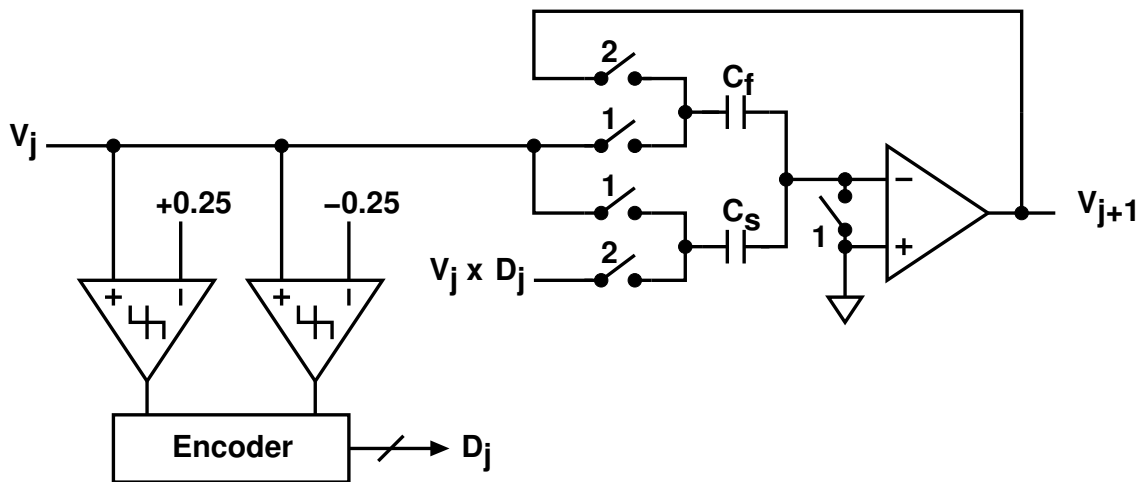 2
C_f
1
V_j
+0.25
−0.25
1
C_s
−
V_j+1
1
+
V_j x D_j
2
+ −
+ −
Encoder
D_j